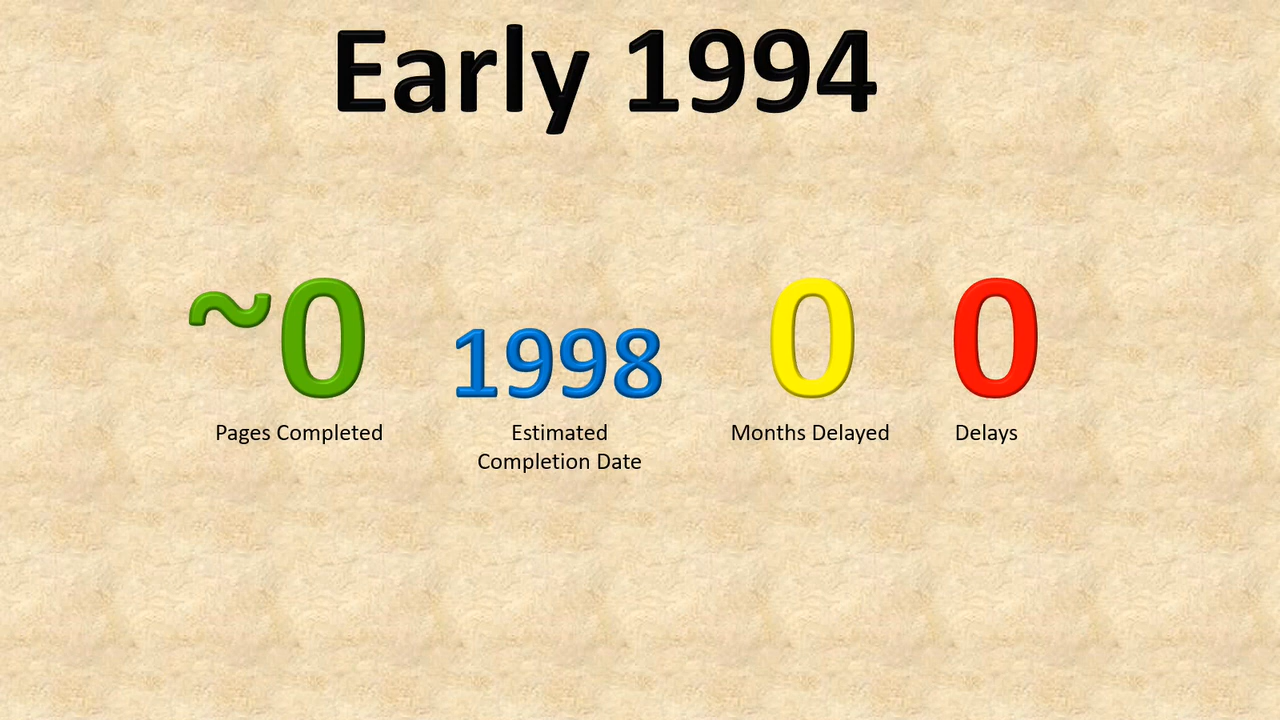 Early 1994
~0 1998 0 0
Pages Completed Estimated Months Delayed Delays
Completion Date